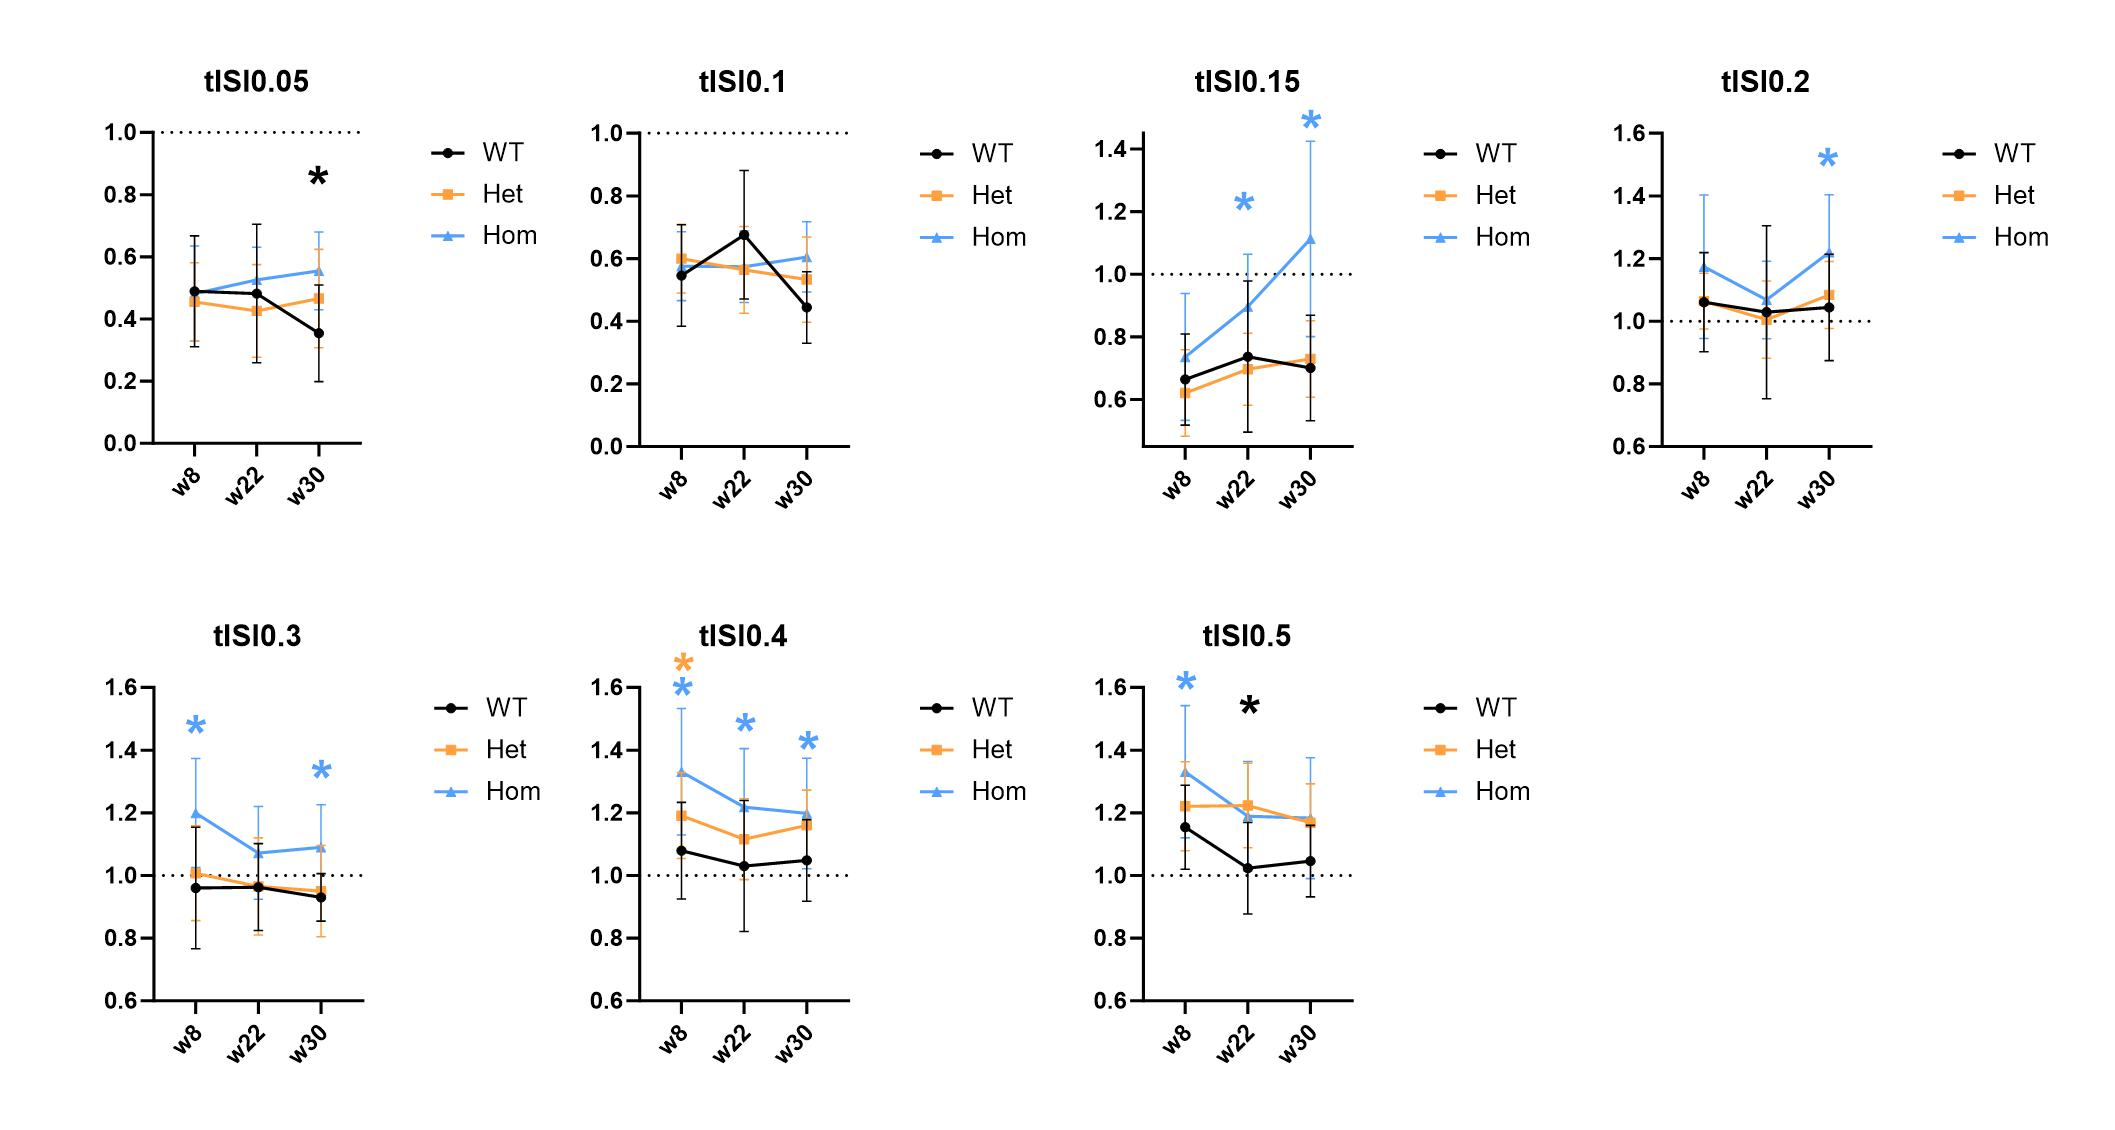 tISI0.05
1.0
0.8
0.6
0.4
0.2
0.0
w8
w22
w30
*
WT
Het
Hom
tISI0.1
1.0
0.8
0.6
0.4
0.2
0.0
w8
w22
w30
WT
Het
Hom
tISI0.15
1.4
1.2
1.0
0.8
0.6
w8
w22
w30
*
*
WT
Het
Hom
tISI0.2
1.6
1.4
1.2
1.0
0.8
0.6
w8
w22
w30
*
WT
Het
Hom
tISI0.3
1.6
1.4
1.2
1.0
0.8
0.6
w8
w22
w30
*
*
WT
Het
Hom
tISI0.4
1.6
1.4
1.2
1.0
0.8
0.6
w8
w22
w30
*
*
*
*
WT
Het
Hom
tISI0.5
1.6
1.4
1.2
1.0
0.8
0.6
w8
w22
w30
*
*
WT
Het
Hom